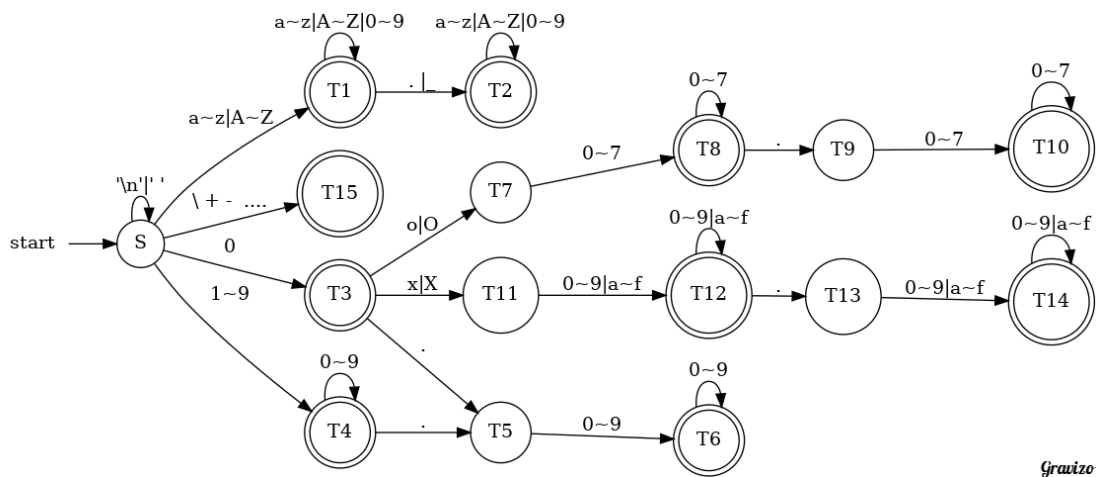 a~z|A~Z|0~9
a~z|A~Z|0~9
T1
. |_
T2
0~7
0~7
a~z|A~Z
T8
.
T9
0~7
T10
0~7
'\n'|' '
\ + -  ....
T15
T7
o|O
0~9|a~f
0~9|a~f
start
S
0
T3
x|X
T11
0~9|a~f
T12
.
T13
0~9|a~f
T14
1~9
.
0~9
0~9
T4
.
T5
0~9
T6
Gravizo